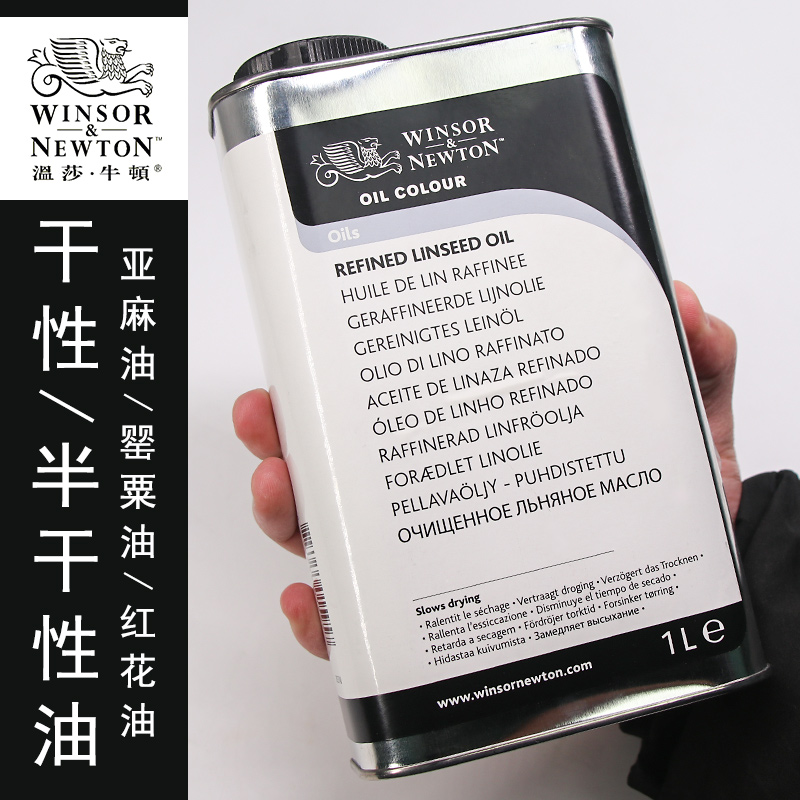 WINSOR
&
NEWTON™
溫莎·牛頓®
干性/半干性油
亚麻油/罂粟油/红花油
WINSOR
&
NEWTON™
OIL COLOUR
Oils
REFINED LINSEED OIL
HUILE DE LIN RAFFINEE
GERAFFINEERDE LIJNOLIE
GEREINIGTES LEINÖL
OLIO DI LINO RAFFINATO
ACEITE DE LINAZA REFINADO
ÓLEO DE LINHO REFINADO
RAFFINERAD LINFRÖOLJA
FORÆDLET LINOLIE
PELLAVAÖLJY - PUHDISTETTU
ОЧИЩЕННОЕ ЛЬНЯНОЕ МАСЛО
Slows drying
• Ralentit le séchage • Vertraagt droging • Verzögert das Trocknen •
Rallenta l'essiccazione • Disminuye el tiempo de secado •
• Retarda a secagem • Fördröjer torktid • Forsinker tørring •
• Hidastaa kuivumista • Замедляет высыхание •
1L℮
www.winsornewton.com